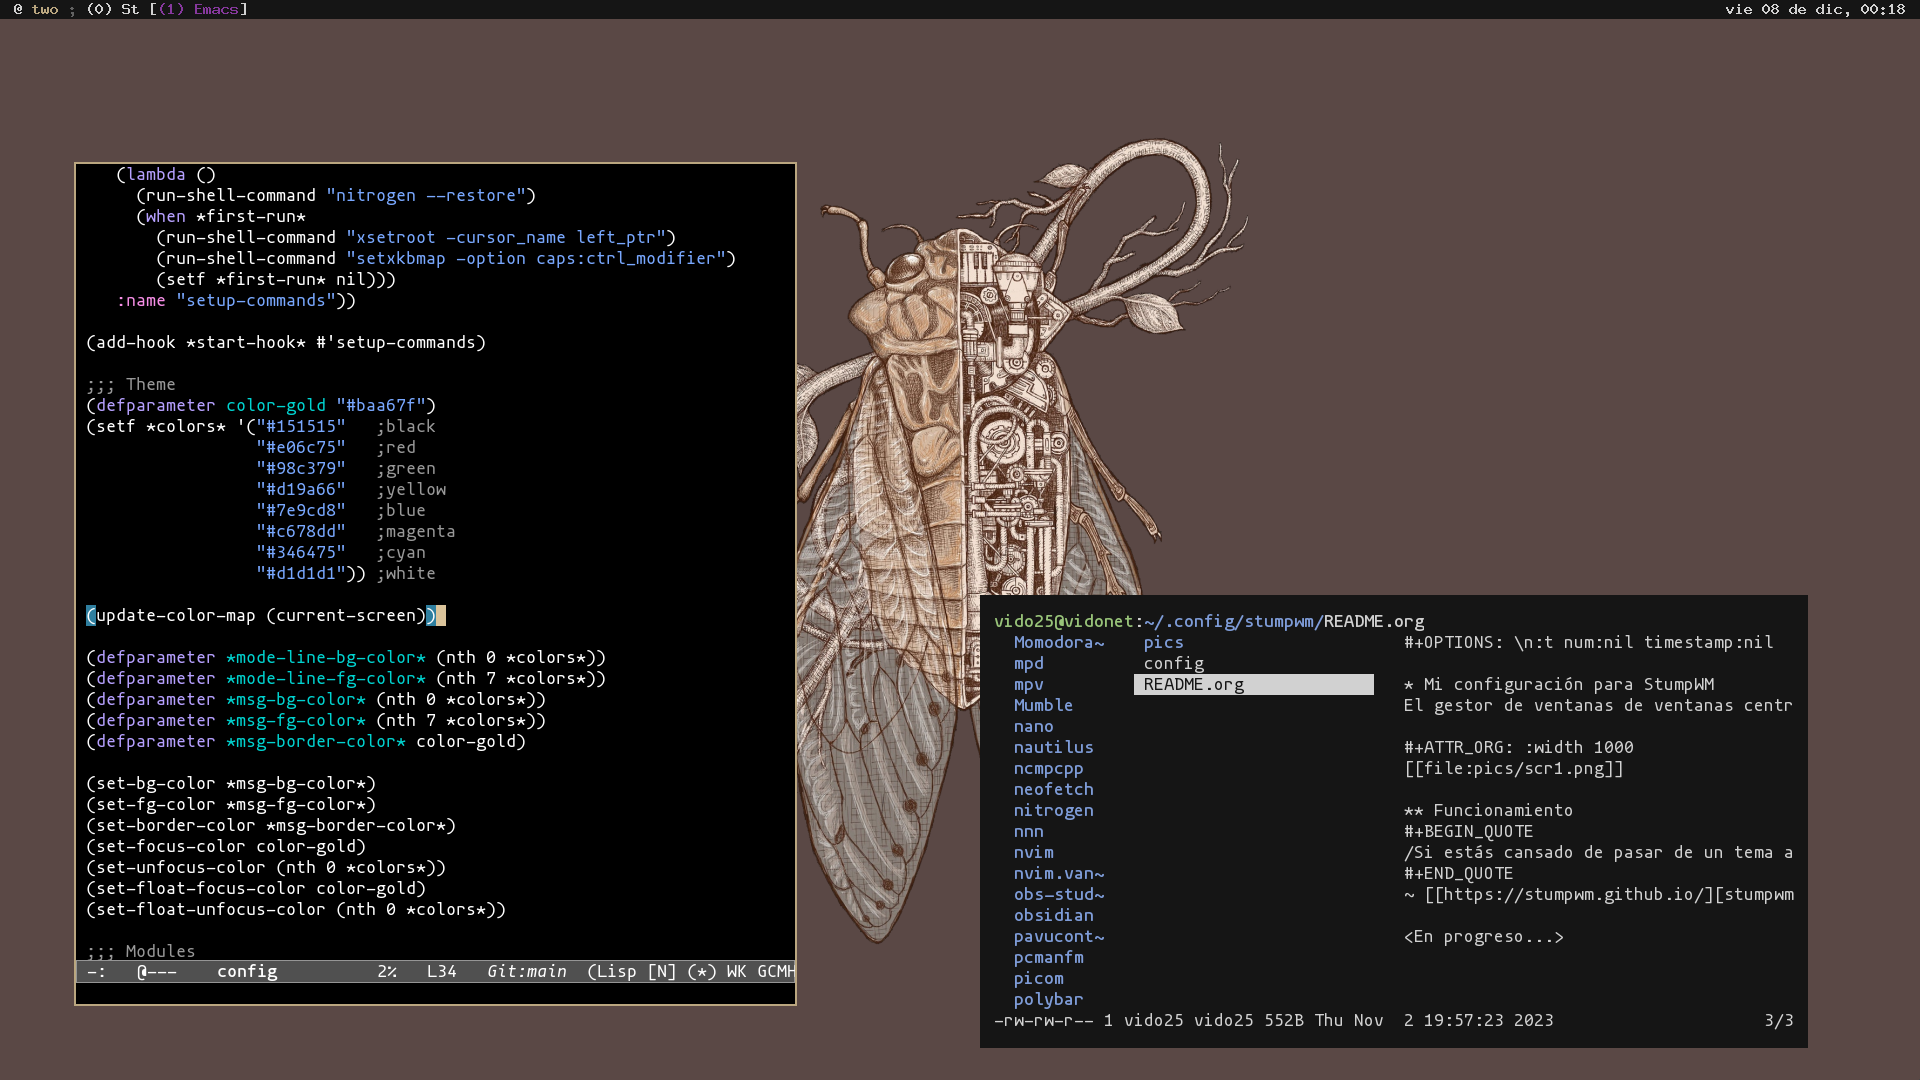 @ two ; (0) St [(1) Emacs]
vie 08 de dic, 00:18
(lambda ()
(run-shell-command "nitrogen --restore")
(when *first-run*
(run-shell-command "xsetroot -cursor_name left_ptr")
(run-shell-command "setxkbmap -option caps:ctrl_modifier")
(setf *first-run* nil)))
:name "setup-commands"))
(add-hook *start-hook* #'setup-commands)
;;; Theme
(defparameter color-gold "#baa67f")
(setf *colors* '("#151515" ;black
"#e06c75" ;red
"#98c379" ;green
"#d19a66" ;yellow
"#7e9cd8" ;blue
"#c678dd" ;magenta
"#346475" ;cyan
"#d1d1d1")) ;white
(update-color-map (current-screen))
(defparameter *mode-line-bg-color* (nth 0 *colors*))
(defparameter *mode-line-fg-color* (nth 7 *colors*))
(defparameter *msg-bg-color* (nth 0 *colors*))
(defparameter *msg-fg-color* (nth 7 *colors*))
(defparameter *msg-border-color* color-gold)
(set-bg-color *msg-bg-color*)
(set-fg-color *msg-fg-color*)
(set-border-color *msg-border-color*)
(set-focus-color color-gold)
(set-unfocus-color (nth 0 *colors*))
(set-float-focus-color color-gold)
(set-float-unfocus-color (nth 0 *colors*))
;;; Modules
-: @--- config 2% L34 Git:main (Lisp [N] (*) WK GCMH
vido25@vidonet:~/.config/stumpwm/README.org
Momodora~ pics #+OPTIONS: \n:t num:nil timestamp:nil
mpd config
mpv README.org * Mi configuración para StumpWM
Mumble El gestor de ventanas de ventanas centr
nano
nautilus #+ATTR_ORG: :width 1000
ncmpcpp [[file:pics/scr1.png]]
neofetch
nitrogen ** Funcionamiento
nnn #+BEGIN_QUOTE
nvim /Si estás cansado de pasar de un tema a
nvim.van~ #+END_QUOTE
obs-stud~ ~ [[https://stumpwm.github.io/][stumpwm
obsidian
pavucont~ <En progreso...>
pcmanfm
picom
polybar
-rw-rw-r-- 1 vido25 vido25 552B Thu Nov 2 19:57:23 2023 3/3